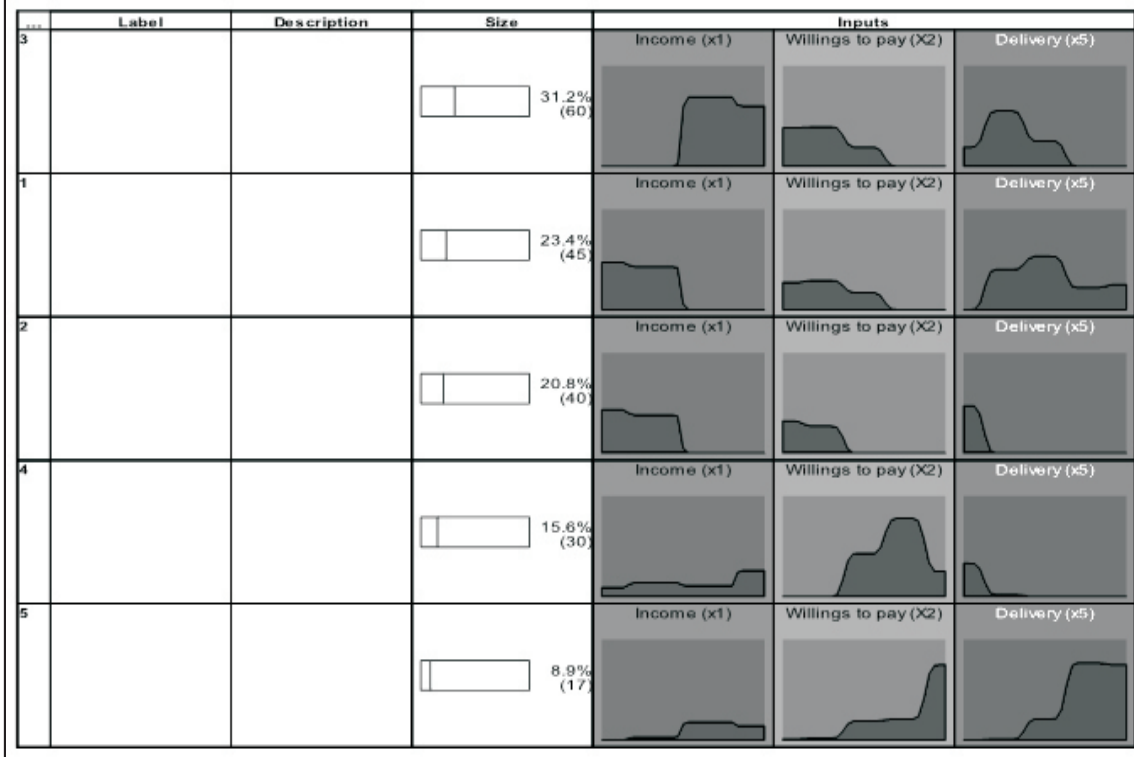 ... Label Description Size Inputs
3 Income (x1) Willings to pay (X2) Delivery (x5)
31.2%
(60)
1 Income (x1) Willings to pay (X2) Delivery (x5)
23.4%
(45)
2 Income (x1) Willings to pay (X2) Delivery (x5)
20.8%
(40)
4 Income (x1) Willings to pay (X2) Delivery (x5)
15.6%
(30)
5 Income (x1) Willings to pay (X2) Delivery (x5)
8.9%
(17)